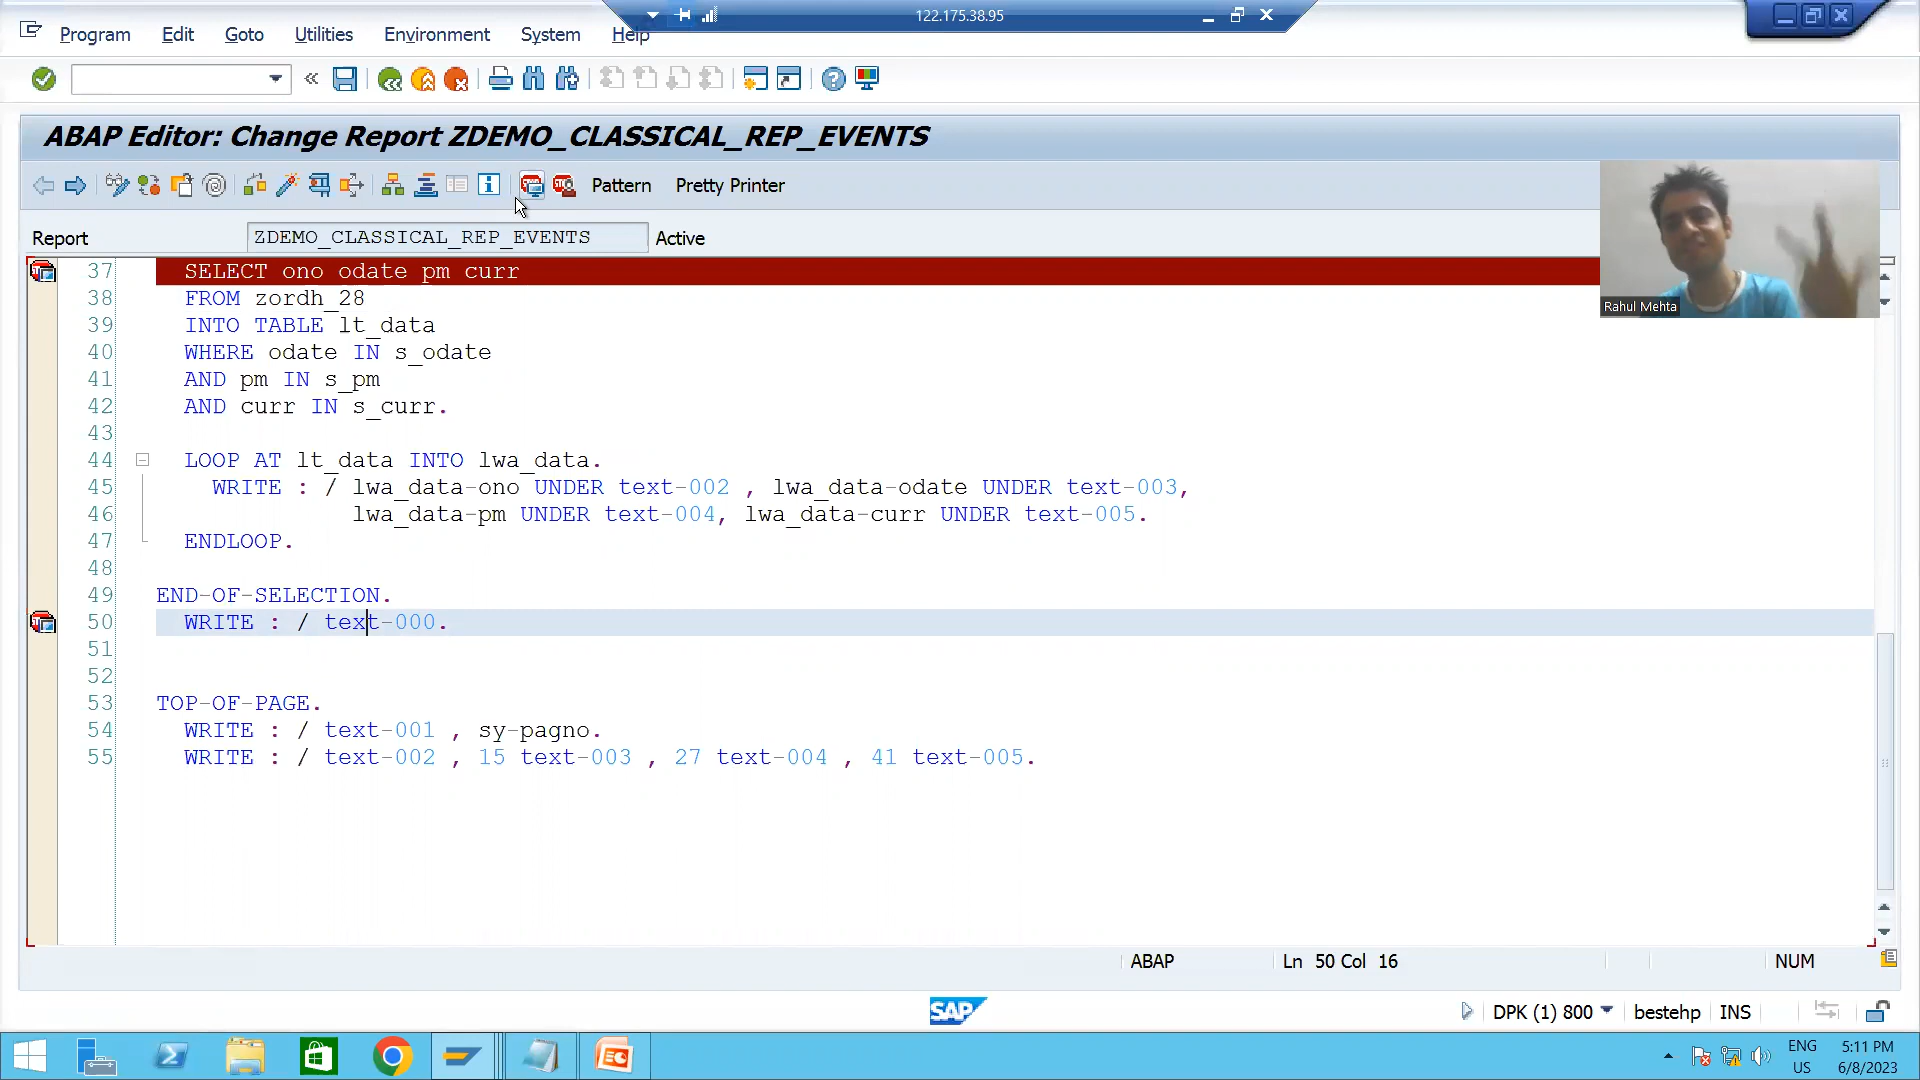 122.175.38.95
Program Edit Goto Utilities Environment System Help
ABAP Editor: Change Report ZDEMO_CLASSICAL_REP_EVENTS
Pattern Pretty Printer
Report ZDEMO_CLASSICAL_REP_EVENTS Active
Rahul Mehta
37 SELECT ono odate pm curr
38 FROM zordh_28
39 INTO TABLE lt_data
40 WHERE odate IN s_odate
41 AND pm IN s_pm
42 AND curr IN s_curr.
43
44 LOOP AT lt_data INTO lwa_data.
45 WRITE : / lwa_data-ono UNDER text-002 , lwa_data-odate UNDER text-003,
46 lwa_data-pm UNDER text-004, lwa_data-curr UNDER text-005.
47 ENDLOOP.
48
49 END-OF-SELECTION.
50 WRITE : / text-000.
51
52
53 TOP-OF-PAGE.
54 WRITE : / text-001 , sy-pagno.
55 WRITE : / text-002 , 15 text-003 , 27 text-004 , 41 text-005.
ABAP Ln 50 Col 16 NUM
SAP DPK (1) 800 bestehp INS
ENG 5:11 PM
US 6/8/2023